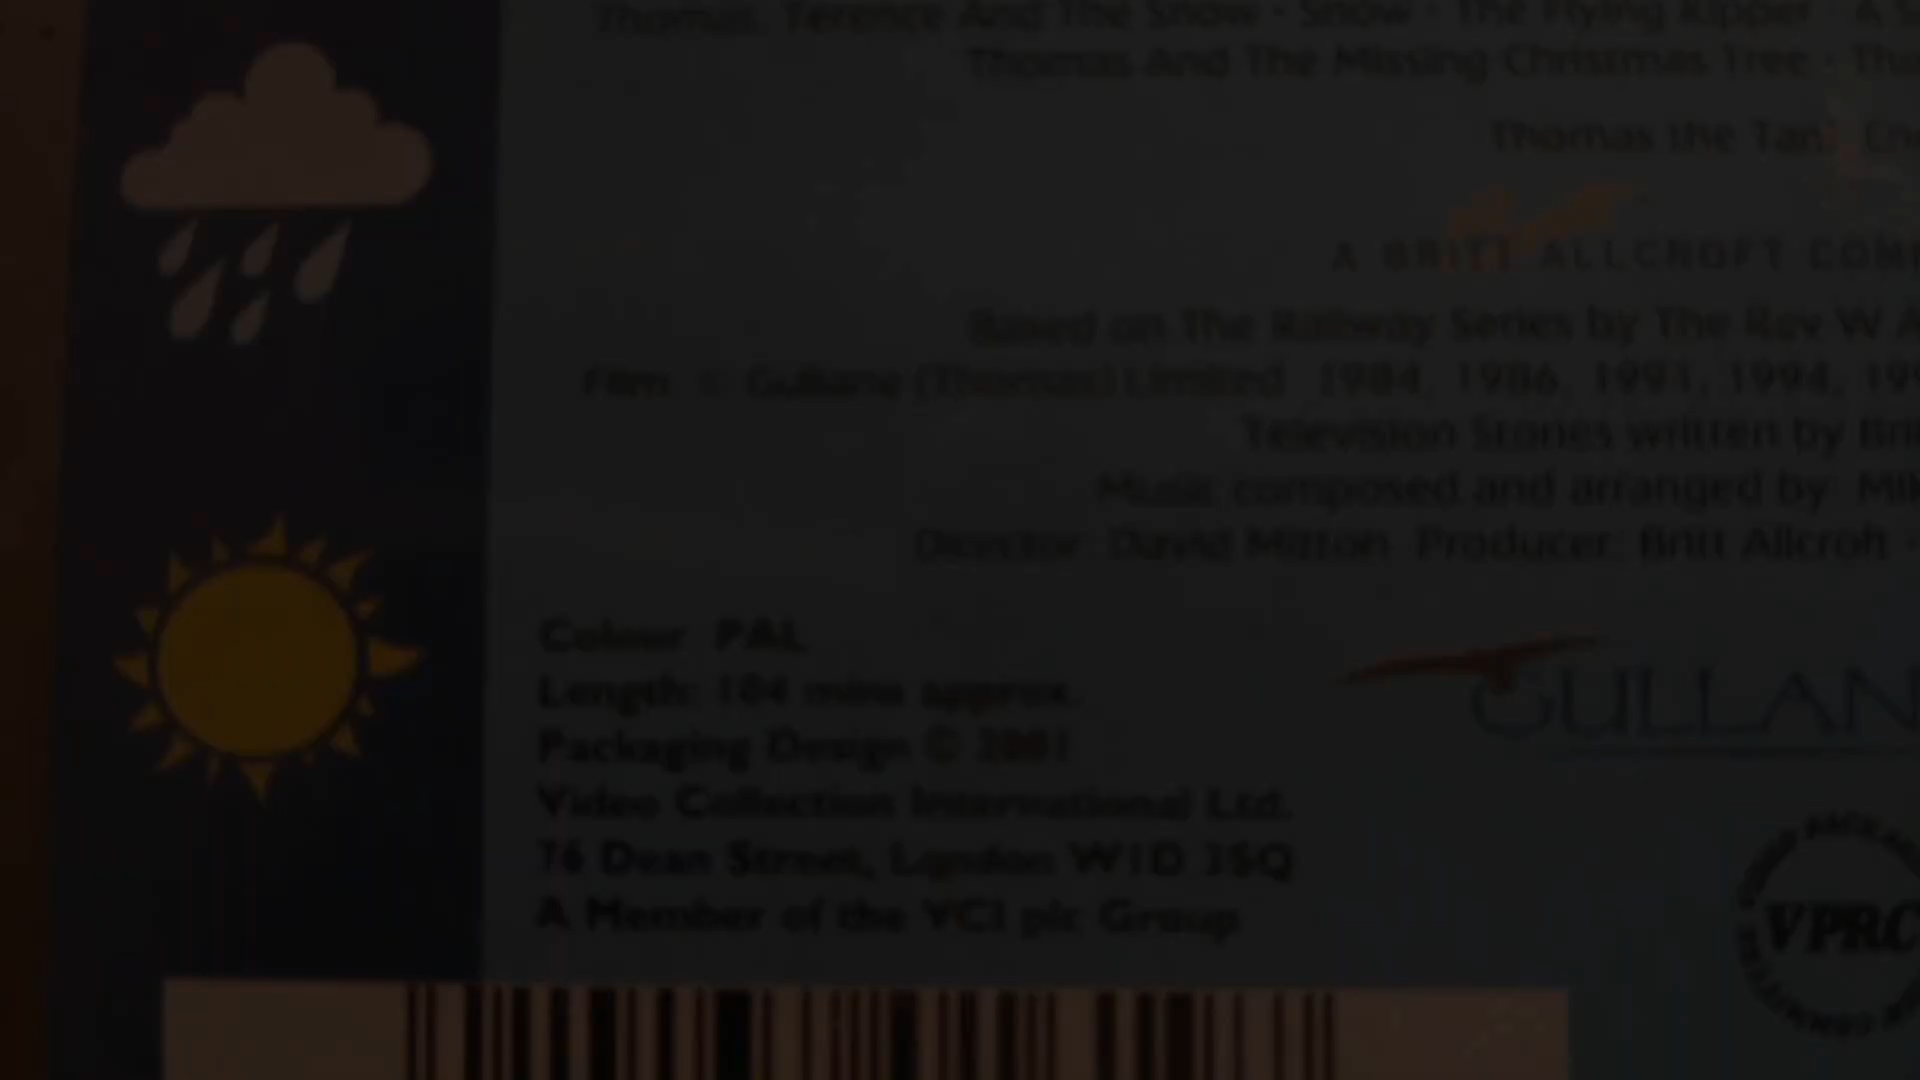 Thomas, Terence And The Snow · Snow · The Flying Kipper · A S
Thomas And The Missing Christmas Tree ·
Thomas the Tan
A BRITT ALLCROFT COM
Based on The Railway Series by The Rev W A
Film © Gullane (Thomas) Limited 1984, 1986, 1991, 1994, 199
Television Stories written by Brit
Music composed and arranged by: Mik
Director: David Mitton Producer: Britt Allcroft
Colour PAL
Length: 104 mins approx.
Packaging Design © 2001
Video Collection International Ltd.
76 Dean Street, London W1D 3SQ
A Member of the VCI plc Group
GULLAN
VPRC